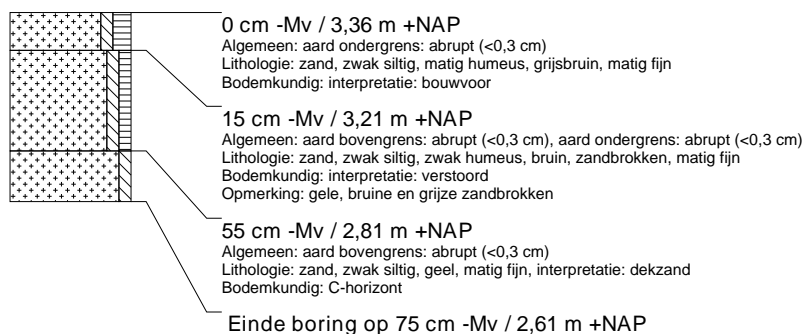 0 cm -Mv / 3,36 m +NAP
Algemeen: aard ondergrens: abrupt (<0,3 cm)
Lithologie: zand, zwak siltig, matig humeus, grijsbruin, matig fijn
Bodemkundig: interpretatie: bouwvoor
15 cm -Mv / 3,21 m +NAP
Algemeen: aard bovengrens: abrupt (<0,3 cm), aard ondergrens: abrupt (<0,3 cm)
Lithologie: zand, zwak siltig, zwak humeus, bruin, zandbrokken, matig fijn
Bodemkundig: interpretatie: verstoord
Opmerking: gele, bruine en grijze zandbrokken
55 cm -Mv / 2,81 m +NAP
Algemeen: aard bovengrens: abrupt (<0,3 cm)
Lithologie: zand, zwak siltig, geel, matig fijn, interpretatie: dekzand
Bodemkundig: C-horizont
Einde boring op 75 cm -Mv / 2,61 m +NAP